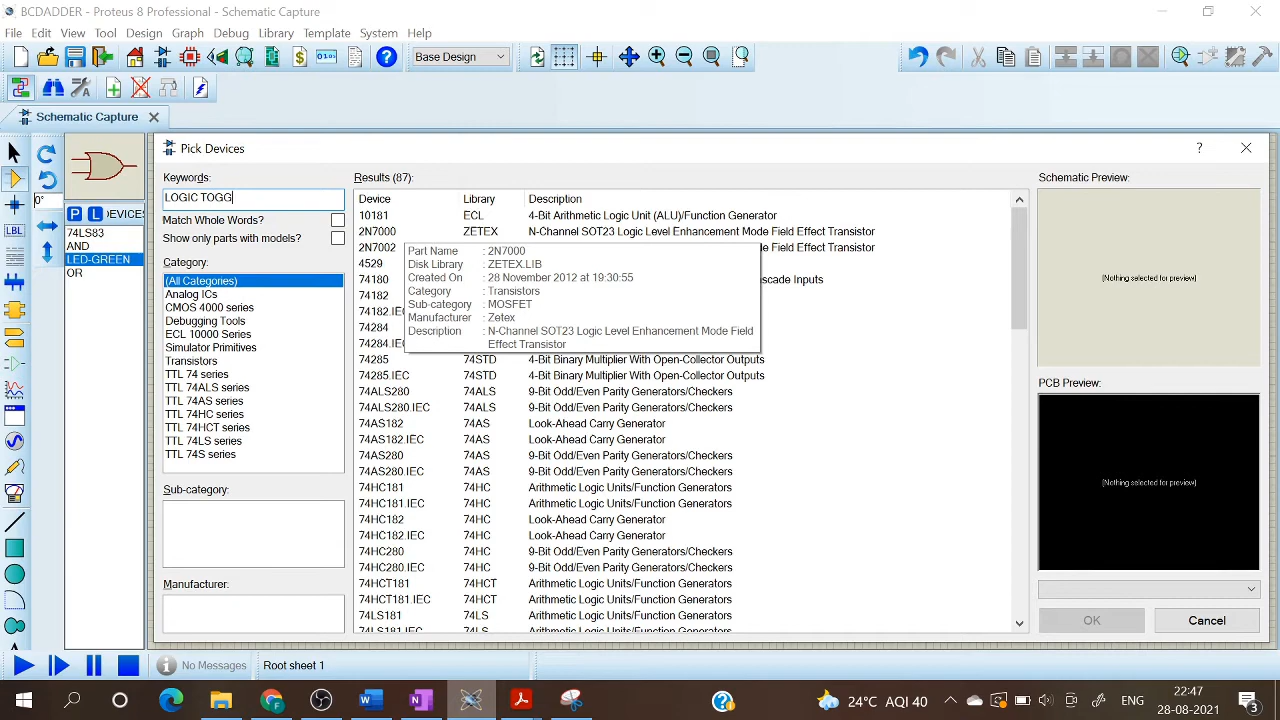 BCDADDER - Proteus 8 Professional - Schematic Capture
File Edit View Tool Design Graph Debug Library Template System Help
Base Design
Schematic Capture
Pick Devices
Keywords:
LOGIC TOGG
Match Whole Words?
Show only parts with models?
Category:
(All Categories)
Analog ICs
CMOS 4000 series
Debugging Tools
ECL 10000 Series
Simulator Primitives
Transistors
TTL 74 series
TTL 74ALS series
TTL 74AS series
TTL 74HC series
TTL 74HCT series
TTL 74LS series
TTL 74S series
Sub-category:
Manufacturer:
0°
LBL
P L DEVICES
74LS83
AND
LED-GREEN
OR
Results (87):
Device Library Description
10181 ECL 4-Bit Arithmetic Logic Unit (ALU)/Function Generator
2N7000 ZETEX N-Channel SOT23 Logic Level Enhancement Mode Field Effect Transistor
2N7002 de Field Effect Transistor
4529
74180 scade Inputs
74182
74182.IE
74284
74284.IE
74285 74STD 4-Bit Binary Multiplier With Open-Collector Outputs
74285.IEC 74STD 4-Bit Binary Multiplier With Open-Collector Outputs
74ALS280 74ALS 9-Bit Odd/Even Parity Generators/Checkers
74ALS280.IEC 74ALS 9-Bit Odd/Even Parity Generators/Checkers
74AS182 74AS Look-Ahead Carry Generator
74AS182.IEC 74AS Look-Ahead Carry Generator
74AS280 74AS 9-Bit Odd/Even Parity Generators/Checkers
74AS280.IEC 74AS 9-Bit Odd/Even Parity Generators/Checkers
74HC181 74HC Arithmetic Logic Units/Function Generators
74HC181.IEC 74HC Arithmetic Logic Units/Function Generators
74HC182 74HC Look-Ahead Carry Generator
74HC182.IEC 74HC Look-Ahead Carry Generator
74HC280 74HC 9-Bit Odd/Even Parity Generators/Checkers
74HC280.IEC 74HC 9-Bit Odd/Even Parity Generators/Checkers
74HCT181 74HCT Arithmetic Logic Units/Function Generators
74HCT181.IEC 74HCT Arithmetic Logic Units/Function Generators
74LS181 74LS Arithmetic Logic Units/Function Generators
74LS181.IEC 74LS Arithmetic Logic Units/Function Generators
Part Name : 2N7000
Disk Library : ZETEX.LIB
Created On : 28 November 2012 at 19:30:55
Category : Transistors
Sub-category : MOSFET
Manufacturer : Zetex
Description : N-Channel SOT23 Logic Level Enhancement Mode Field
Effect Transistor
Schematic Preview:
[Nothing selected for preview]
PCB Preview:
[Nothing selected for preview]
OK Cancel
No Messages Root sheet 1
24°C AQI 40 ENG 22:47
28-08-2021 3